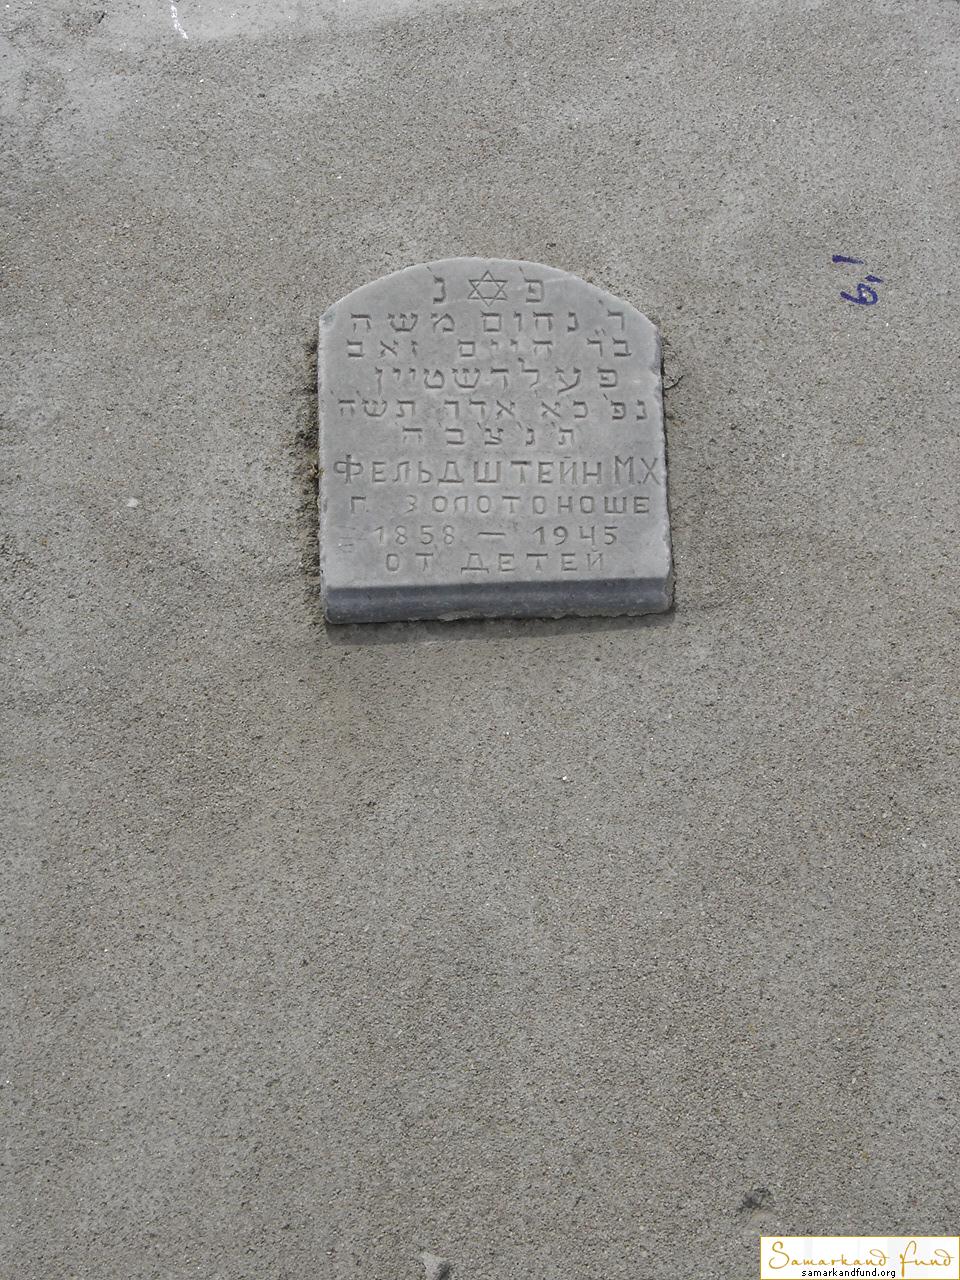 פ׳ נ׳
ר׳ נחום משה
בר חיים זאב
פעלדשטיין
נפ׳ כא אדר תש״ה
ת׳ נ׳ צ׳ ב׳ ה
ФЕЛЬДШТЕЙН М.Х
Г. ЗОЛОТОНОШЕ
1858 — 1945
ОТ ДЕТЕЙ
Samarkand Fund
samarkandfund.org